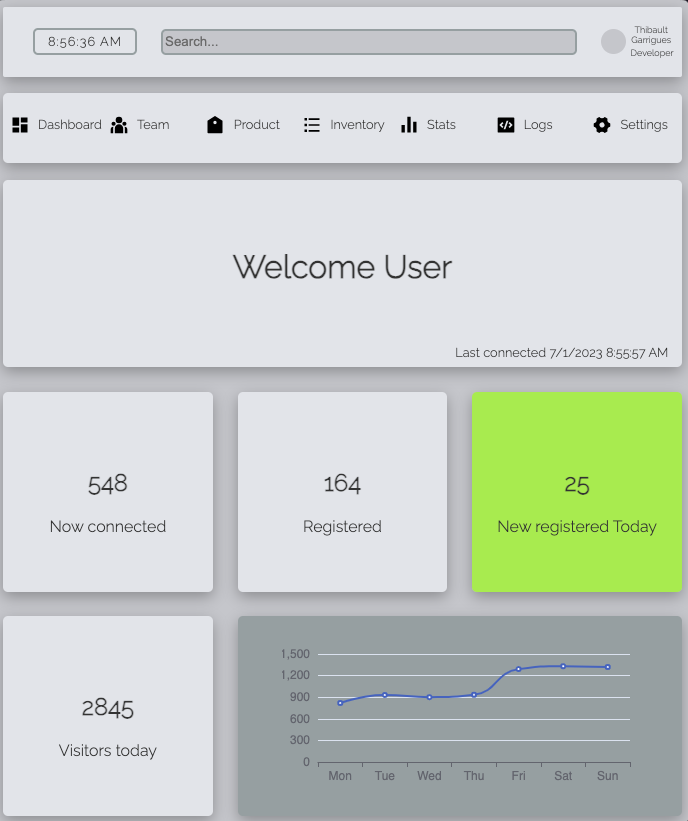 8:56:36 AM
Search...
Thibault
Garrigues
Developer
Dashboard Team Product Inventory Stats Logs Settings
Welcome User
Last connected 7/1/2023 8:55:57 AM
548
Now connected
164
Registered
25
New registered Today
2845
Visitors today
1,500
1,200
900
600
300
0
Mon Tue Wed Thu Fri Sat Sun